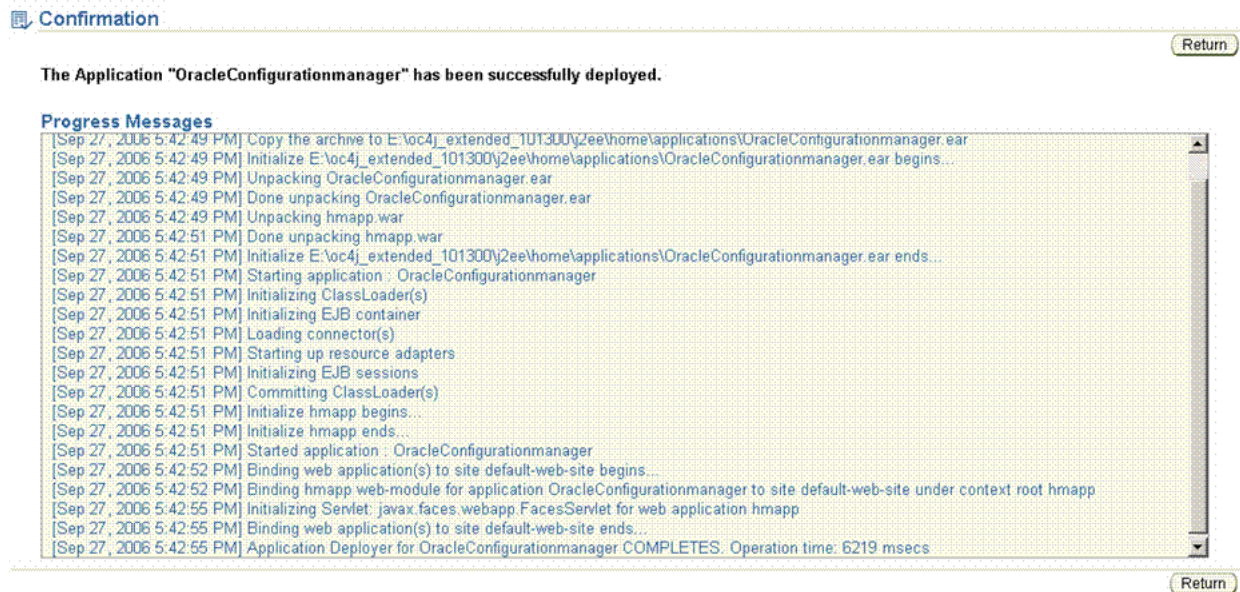 Confirmation
Return
The Application "OracleConfigurationmanager" has been successfully deployed.
Progress Messages
[Sep 27, 2006 5:42:49 PM] Copy the archive to E:\oc4j_extended_101300\j2ee\home\applications\OracleConfigurationmanager.ear
[Sep 27, 2006 5:42:49 PM] Initialize E:\oc4j_extended_101300\j2ee\home\applications\OracleConfigurationmanager.ear begins...
[Sep 27, 2006 5:42:49 PM] Unpacking OracleConfigurationmanager.ear
[Sep 27, 2006 5:42:49 PM] Done unpacking OracleConfigurationmanager.ear
[Sep 27, 2006 5:42:49 PM] Unpacking hmapp.war
[Sep 27, 2006 5:42:51 PM] Done unpacking hmapp.war
[Sep 27, 2006 5:42:51 PM] Initialize E:\oc4j_extended_101300\j2ee\home\applications\OracleConfigurationmanager.ear ends...
[Sep 27, 2006 5:42:51 PM] Starting application : OracleConfigurationmanager
[Sep 27, 2006 5:42:51 PM] Initializing ClassLoader(s)
[Sep 27, 2006 5:42:51 PM] Initializing EJB container
[Sep 27, 2006 5:42:51 PM] Loading connector(s)
[Sep 27, 2006 5:42:51 PM] Starting up resource adapters
[Sep 27, 2006 5:42:51 PM] Initializing EJB sessions
[Sep 27, 2006 5:42:51 PM] Committing ClassLoader(s)
[Sep 27, 2006 5:42:51 PM] Initialize hmapp begins...
[Sep 27, 2006 5:42:51 PM] Initialize hmapp ends...
[Sep 27, 2006 5:42:51 PM] Started application : OracleConfigurationmanager
[Sep 27, 2006 5:42:52 PM] Binding web application(s) to site default-web-site begins...
[Sep 27, 2006 5:42:52 PM] Binding hmapp web-module for application OracleConfigurationmanager to site default-web-site under context root hmapp
[Sep 27, 2006 5:42:55 PM] Initializing Servlet: javax.faces.webapp.FacesServlet for web application hmapp
[Sep 27, 2006 5:42:55 PM] Binding web application(s) to site default-web-site ends...
[Sep 27, 2006 5:42:55 PM] Application Deployer for OracleConfigurationmanager COMPLETES. Operation time: 6219 msecs
Return